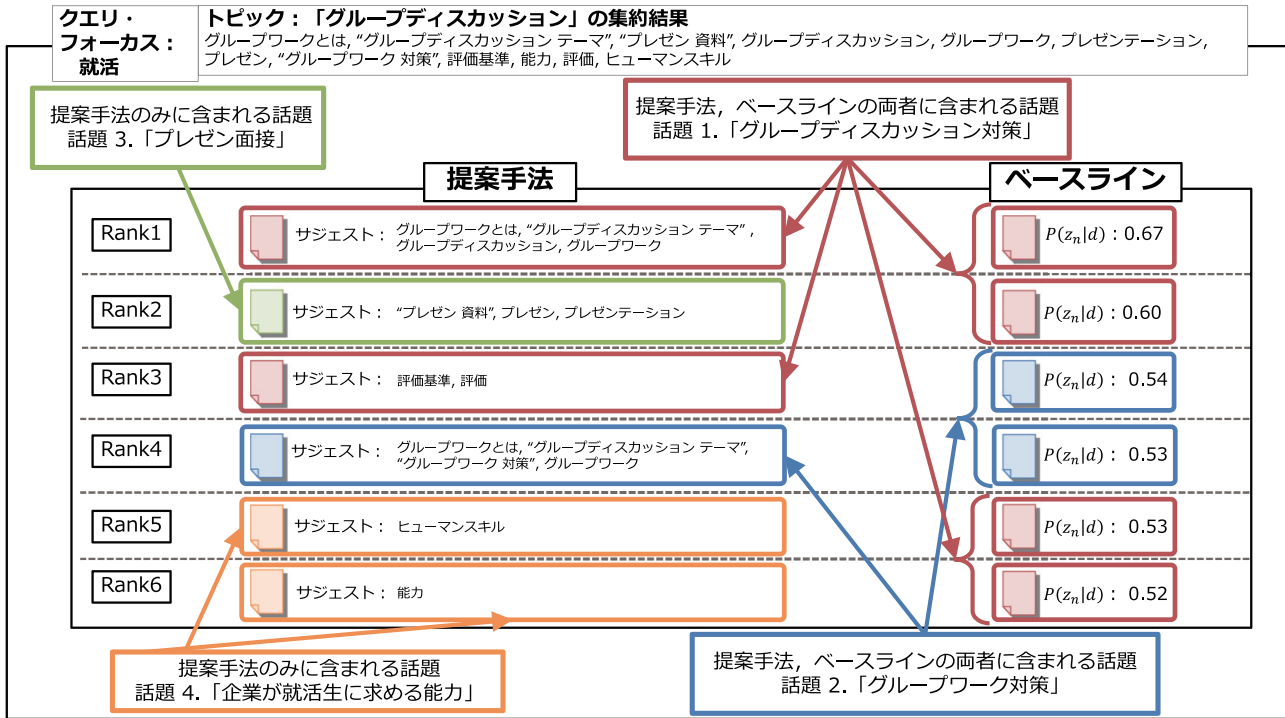 クエリ・
フォーカス：
就活
トピック：「グループディスカッション」の集約結果
グループワークとは, “グループディスカッション テーマ”, “プレゼン 資料”, グループディスカッション, グループワーク, プレゼンテーション,
プレゼン, “グループワーク 対策”, 評価基準, 能力, 評価, ヒューマンスキル
提案手法のみに含まれる話題
話題 3.「プレゼン面接」
提案手法，ベースラインの両者に含まれる話題
話題 1.「グループディスカッション対策」
提案手法
ベースライン
Rank1
サジェスト： グループワークとは, “グループディスカッション テーマ” ,
グループディスカッション, グループワーク
P(z_n|d) : 0.67
Rank2
サジェスト： “プレゼン 資料”, プレゼン, プレゼンテーション
P(z_n|d) : 0.60
Rank3
サジェスト： 評価基準, 評価
P(z_n|d) : 0.54
Rank4
サジェスト： グループワークとは, “グループディスカッション テーマ”,
“グループワーク 対策”, グループワーク
P(z_n|d) : 0.53
Rank5
サジェスト： ヒューマンスキル
P(z_n|d) : 0.53
Rank6
サジェスト： 能力
P(z_n|d) : 0.52
提案手法のみに含まれる話題
話題 4.「企業が就活生に求める能力」
提案手法，ベースラインの両者に含まれる話題
話題 2.「グループワーク対策」